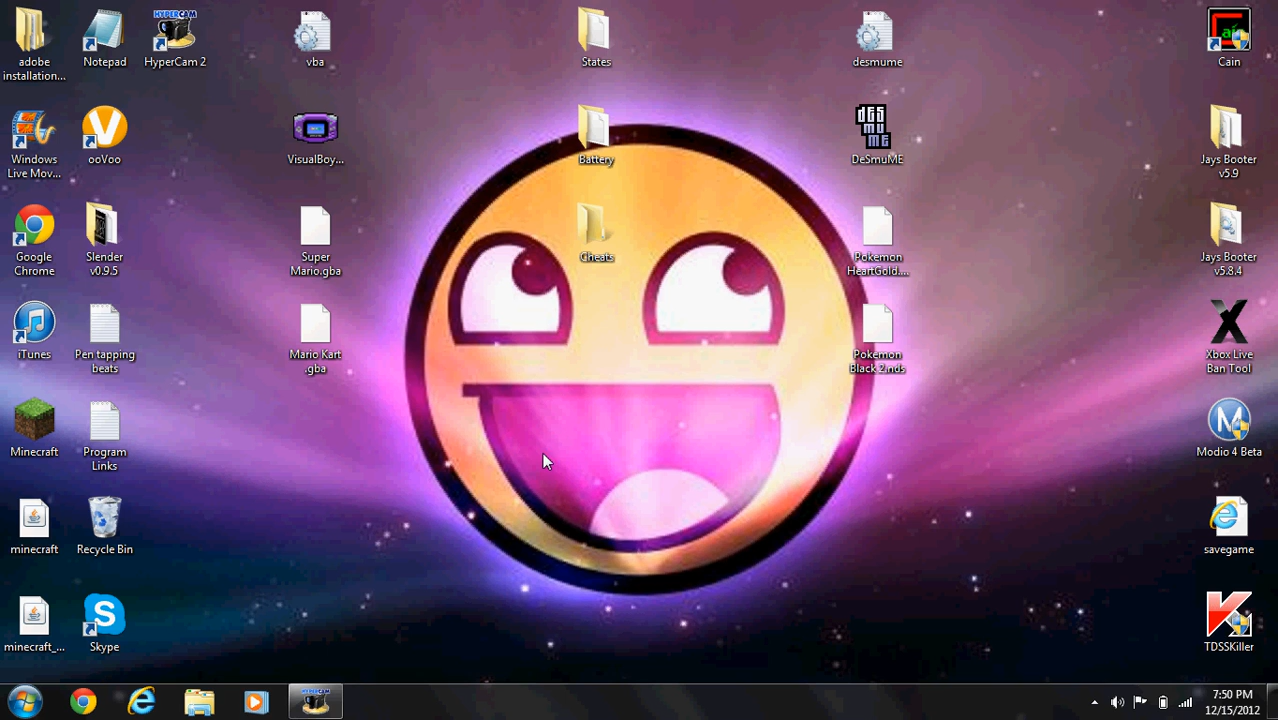 adobe
installation...
Notepad
HYPERCAM
HyperCam 2
vba
States
desmume
Cain
Windows
Live Mov...
ooVoo
VisualBoy...
Battery
DeSmuME
Jays Booter
v5.9
Google
Chrome
Slender
v0.9.5
Super
Mario.gba
Cheats
Pokemon
HeartGold....
Jays Booter
v5.8.4
iTunes
Pen tapping
beats
Mario Kart
.gba
Pokemon
Black 2.nds
Xbox Live
Ban Tool
Minecraft
Program
Links
Modio 4 Beta
minecraft
Recycle Bin
savegame
minecraft_...
Skype
TDSSKiller
HYPERCAM
7:50 PM
12/15/2012